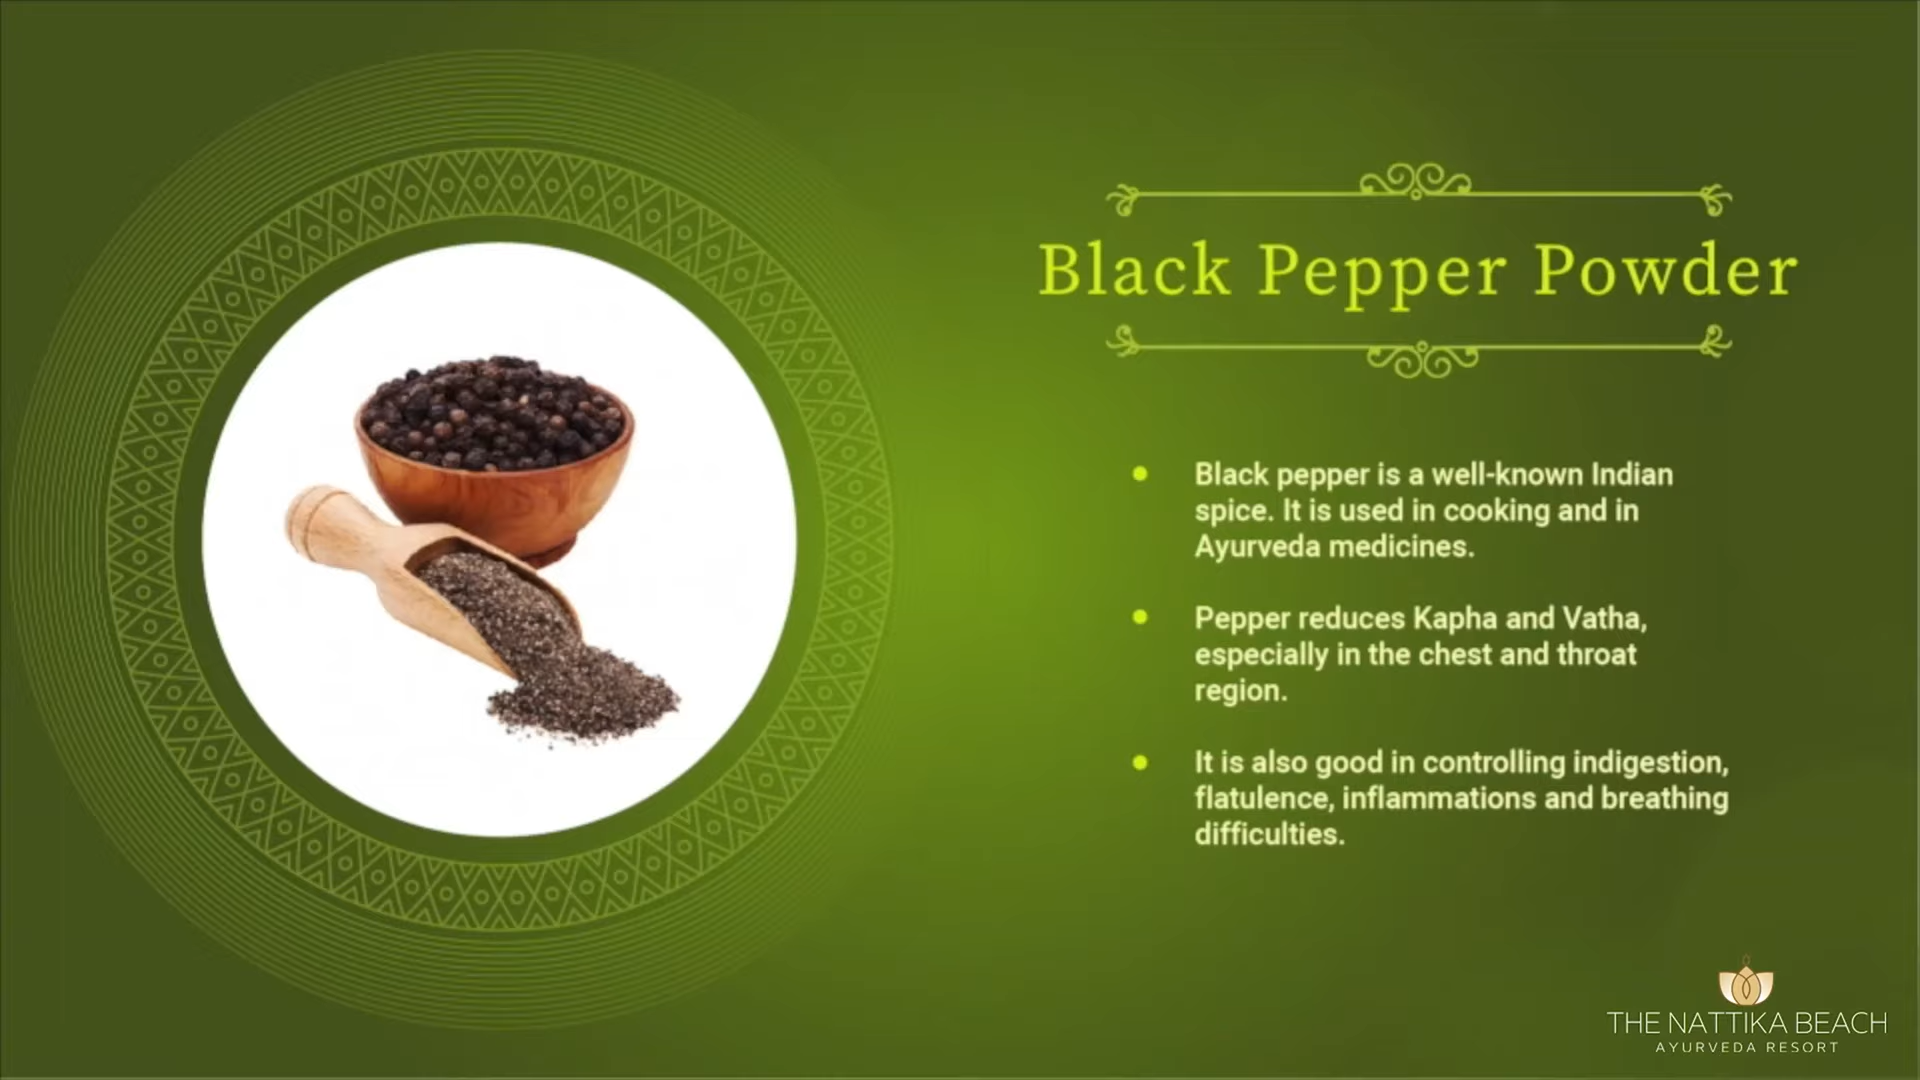 Black Pepper Powder
Black pepper is a well-known Indian
spice. It is used in cooking and in
Ayurveda medicines.
Pepper reduces Kapha and Vatha,
especially in the chest and throat
region.
It is also good in controlling indigestion,
flatulence, inflammations and breathing
difficulties.
THE NATTIKA BEACH
AYURVEDA RESORT